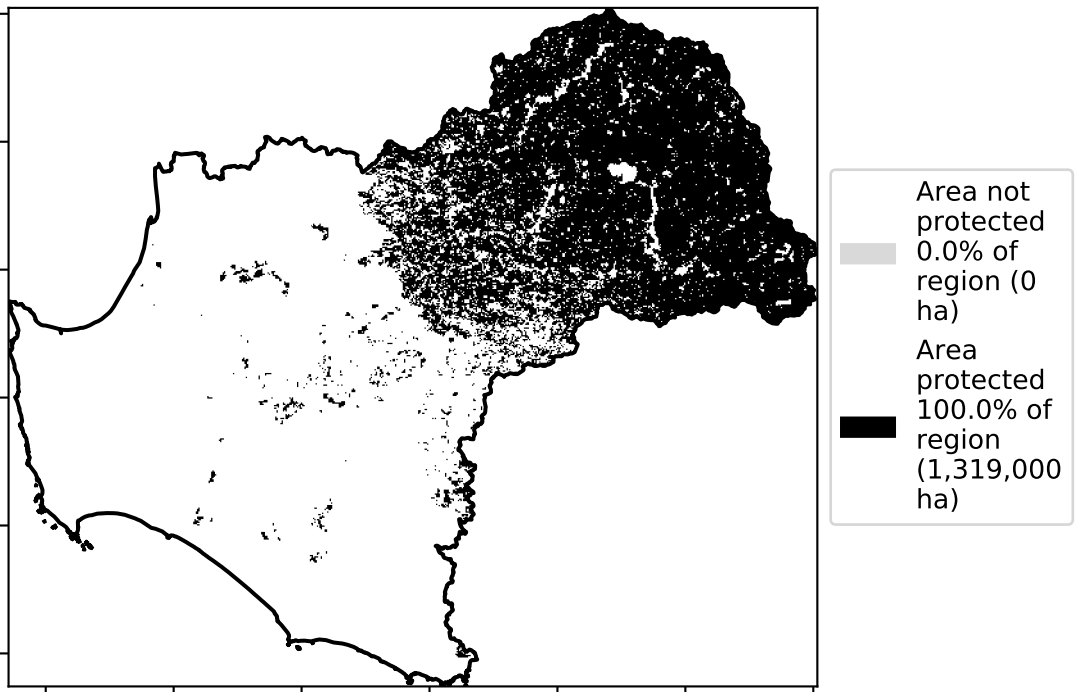 Area not
protected
0.0% of
region (0
ha)
Area
protected
100.0% of
region
(1,319,000
ha)